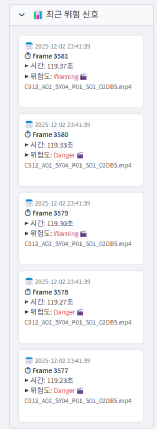 최근 위험 신호
2025-12-02 23:41:39
Frame 3581
시간: 119.37초
위험도: Warning
C012_A02_SY04_P01_S01_02DBS.mp4
2025-12-02 23:41:39
Frame 3580
시간: 119.33초
위험도: Danger
C012_A02_SY04_P01_S01_02DBS.mp4
2025-12-02 23:41:39
Frame 3579
시간: 119.30초
위험도: Warning
C012_A02_SY04_P01_S01_02DBS.mp4
2025-12-02 23:41:39
Frame 3578
시간: 119.27초
위험도: Danger
C012_A02_SY04_P01_S01_02DBS.mp4
2025-12-02 23:41:39
Frame 3577
시간: 119.23초
위험도: Danger
C012_A02_SY04_P01_S01_02DBS.mp4